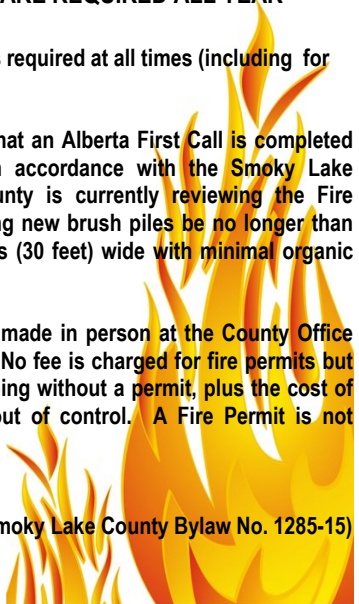 ARE REQUIRED ALL YEAR
required at all times (including for
hat an Alberta First Call is completed
accordance with the Smoky Lake
unty is currently reviewing the Fire
ng new brush piles be no longer than
s (30 feet) wide with minimal organic
made in person at the County Office
No fee is charged for fire permits but
ing without a permit, plus the cost of
out of control. A Fire Permit is not
moky Lake County Bylaw No. 1285-15)